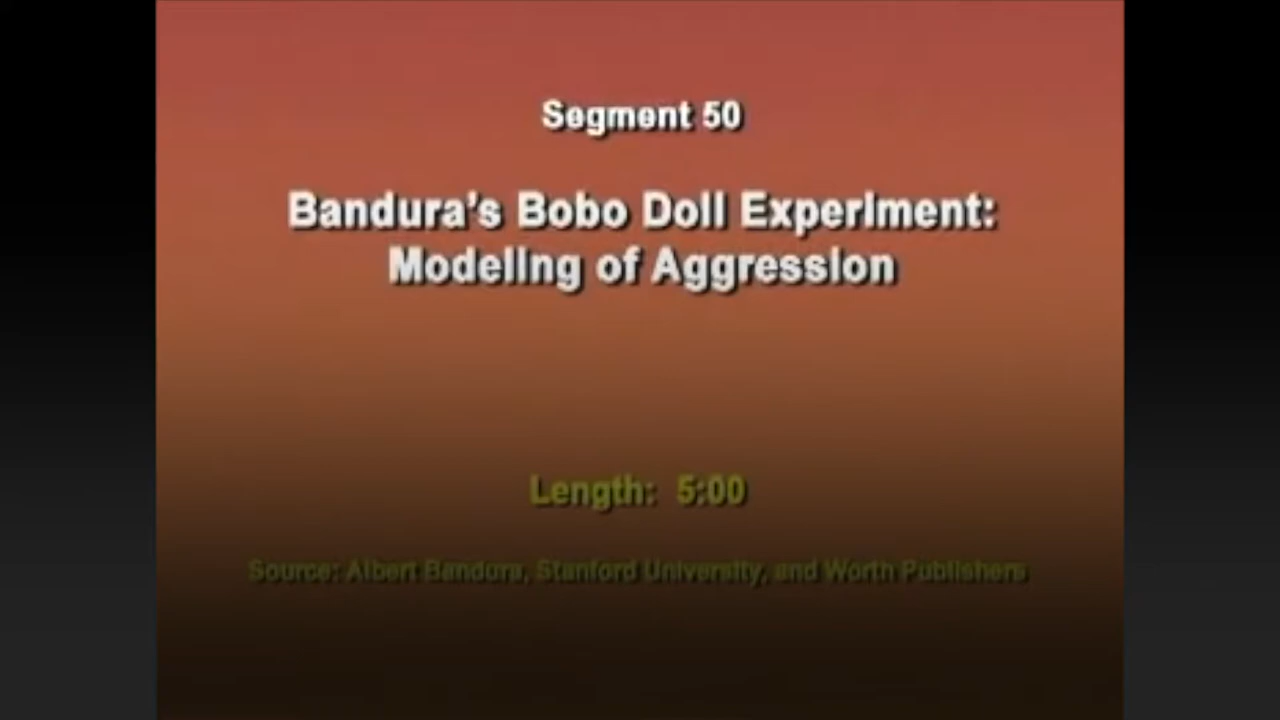 Segment 50
Bandura's Bobo Doll Experiment:
Modeling of Aggression
Length: 5:00
Source: Albert Bandura, Stanford University, and Worth Publishers